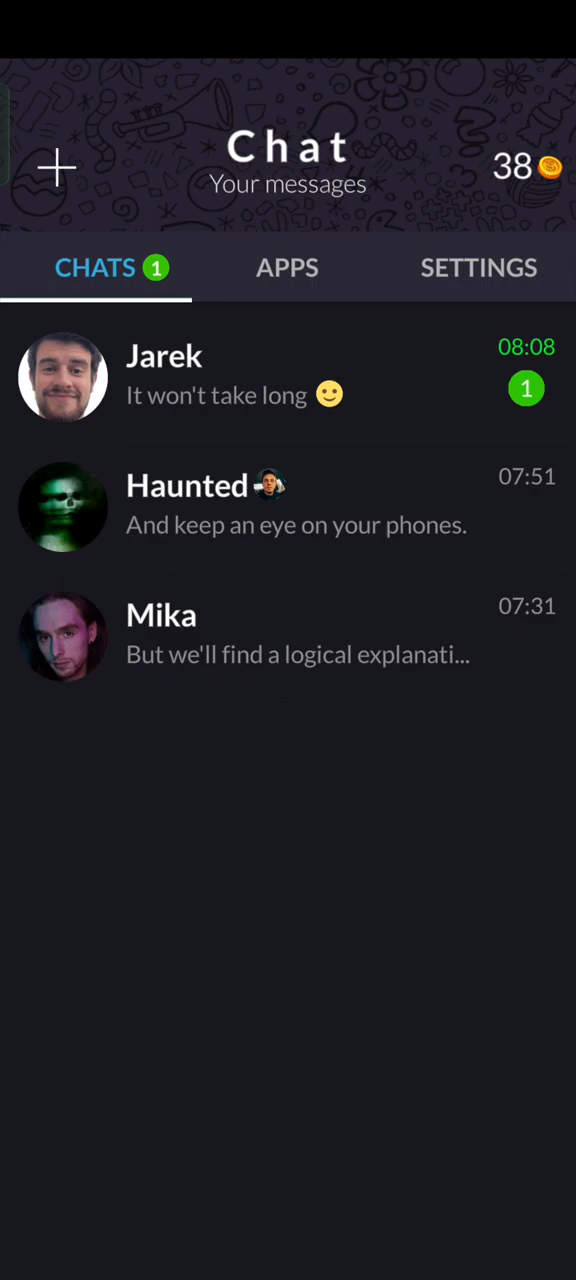 Chat
Your messages
38
CHATS 1
APPS
SETTINGS
Jarek
08:08
It won't take long 🙂
1
Haunted
07:51
And keep an eye on your phones.
Mika
07:31
But we'll find a logical explanati...